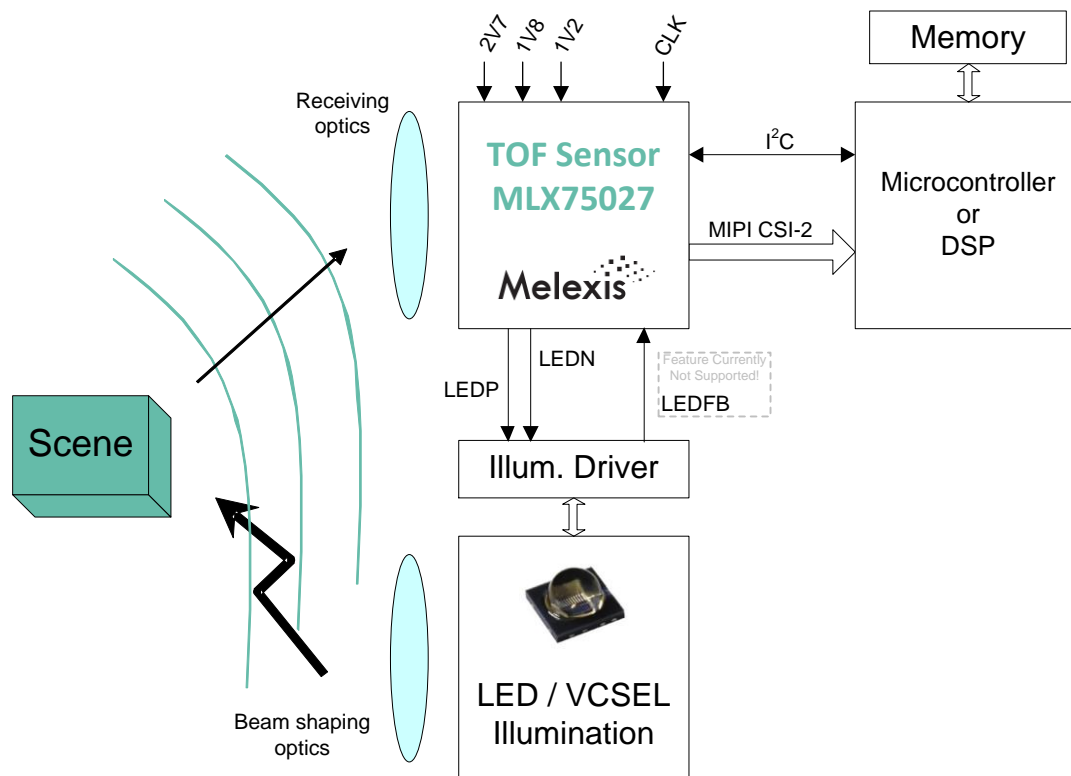 2V7
1V8
1V2
CLK
Memory
Receiving
optics
TOF Sensor
MLX75027
Melexis
I²C
MIPI CSI-2
Microcontroller
or
DSP
LEDP
LEDN
Feature Currently
Not Supported!
LEDFB
Scene
Illum. Driver
LED / VCSEL
Illumination
Beam shaping
optics